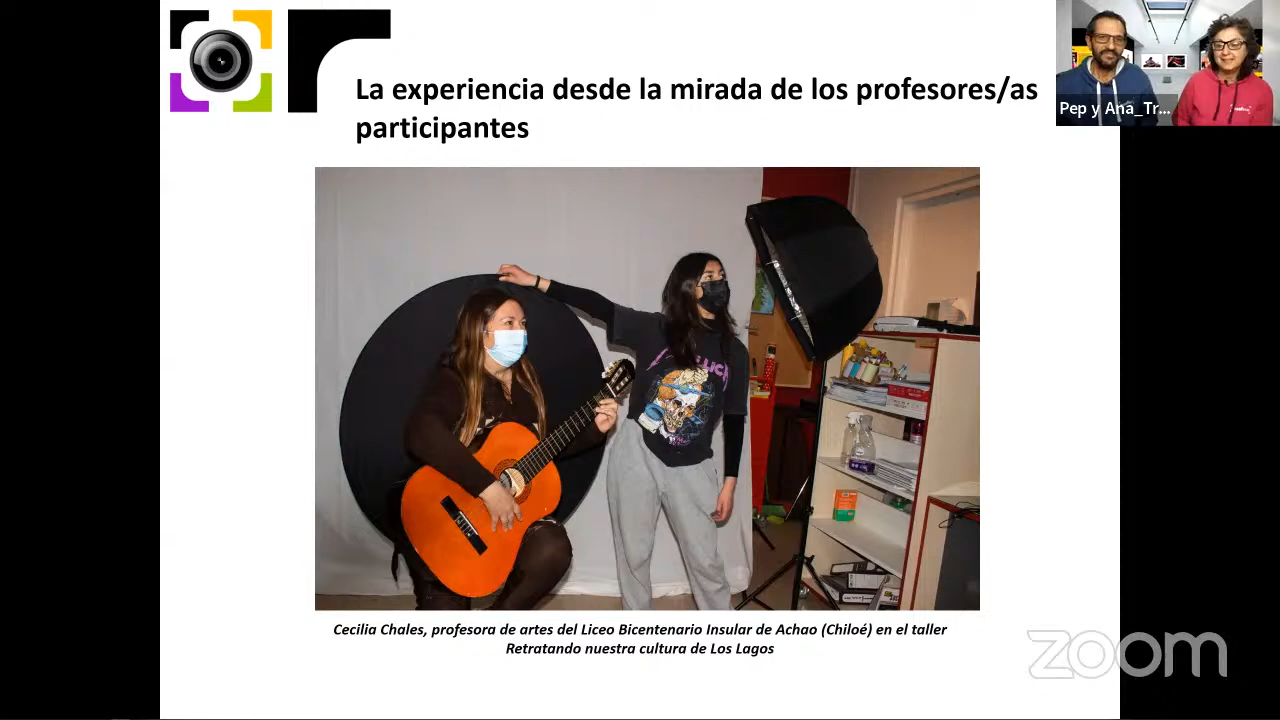 La experiencia desde la mirada de los profesores/as
participantes
Pep y Ana_Tr...
Cecilia Chales, profesora de artes del Liceo Bicentenario Insular de Achao (Chiloé) en el taller
Retratando nuestra cultura de Los Lagos
zoom